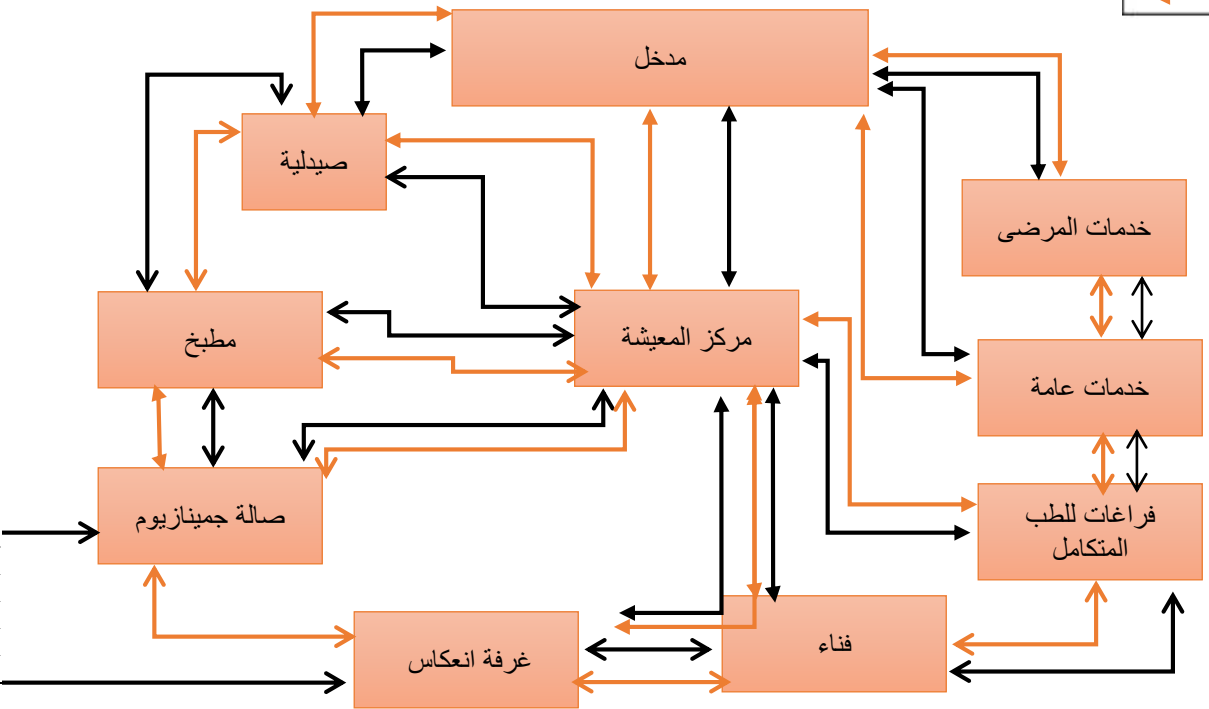 مدخل
صيدلية
خدمات المرضى
مركز المعيشة
مطبخ
خدمات عامة
صالة جمينازيوم
فراغات للطب
المتكامل
فناء
غرفة انعكاس